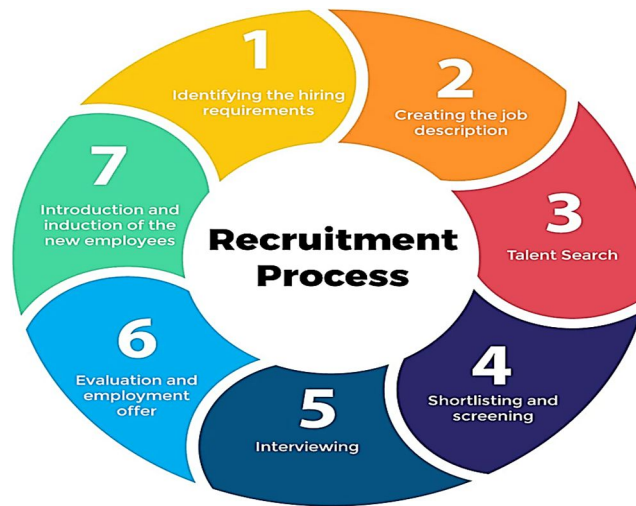 Recruitment
Process
1
Identifying the hiring
requirements
2
Creating the job
description
3
Talent Search
4
Shortlisting and
screening
5
Interviewing
6
Evaluation and
employment
offer
7
Introduction and
induction of the
new employees